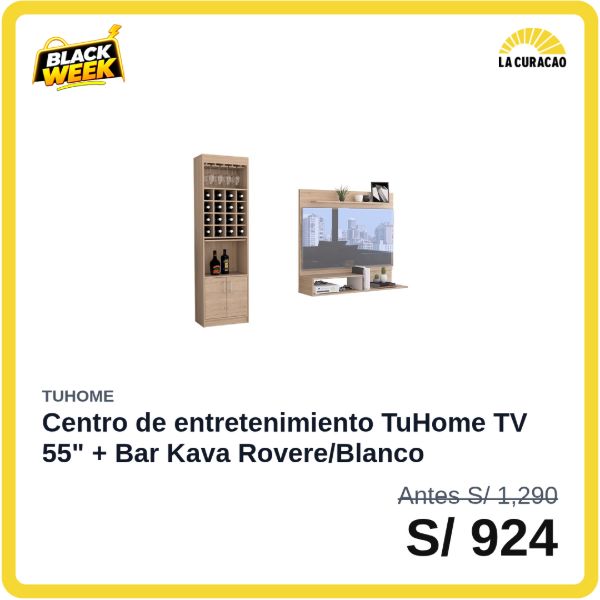 BLACK
WEEK
LA CURACAO
TUHOME
Centro de entretenimiento TuHome TV
55" + Bar Kava Rovere/Blanco
Antes S/ 1,290
S/ 924